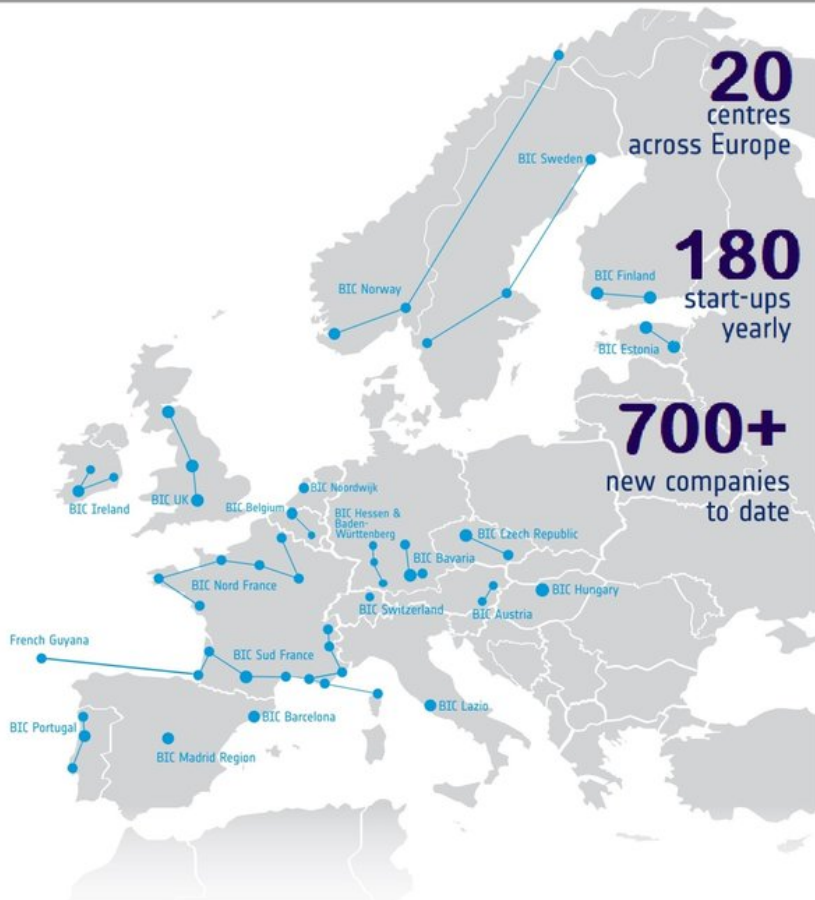 20
centres
across Europe
BIC Sweden
180
start-ups
yearly
BIC Finland
BIC Norway
BIC Estonia
700+
new companies
to date
BIC Ireland
BIC UK
BIC Noordwijk
BIC Belgium
BIC Hessen &
Baden-
Württemberg
BIC Czech Republic
BIC Bavaria
BIC Nord France
BIC Hungary
BIC Switzerland
BIC Austria
French Guyana
BIC Sud France
BIC Lazio
BIC Barcelona
BIC Portugal
BIC Madrid Region